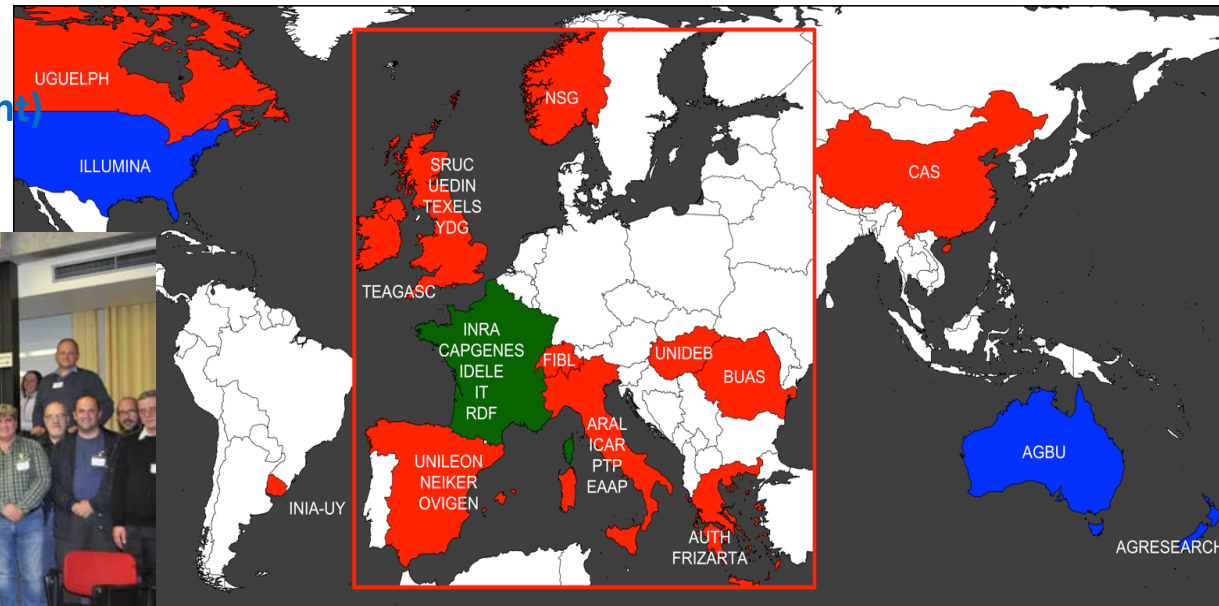 UGUELPH
nt)
ILLUMINA
NSG
SRUC
UEDIN
TEXELS
YDG
TEAGASC
INRA
CAPGENES
IDELE
IT
RDF
FIBL
UNIDEB
BUAS
ARAL
ICAR
PTP
EAAP
UNILEON
NEIKER
OVIGEN
AUTH
FRIZARTA
INIA-UY
CAS
AGBU
AGRESEARCH